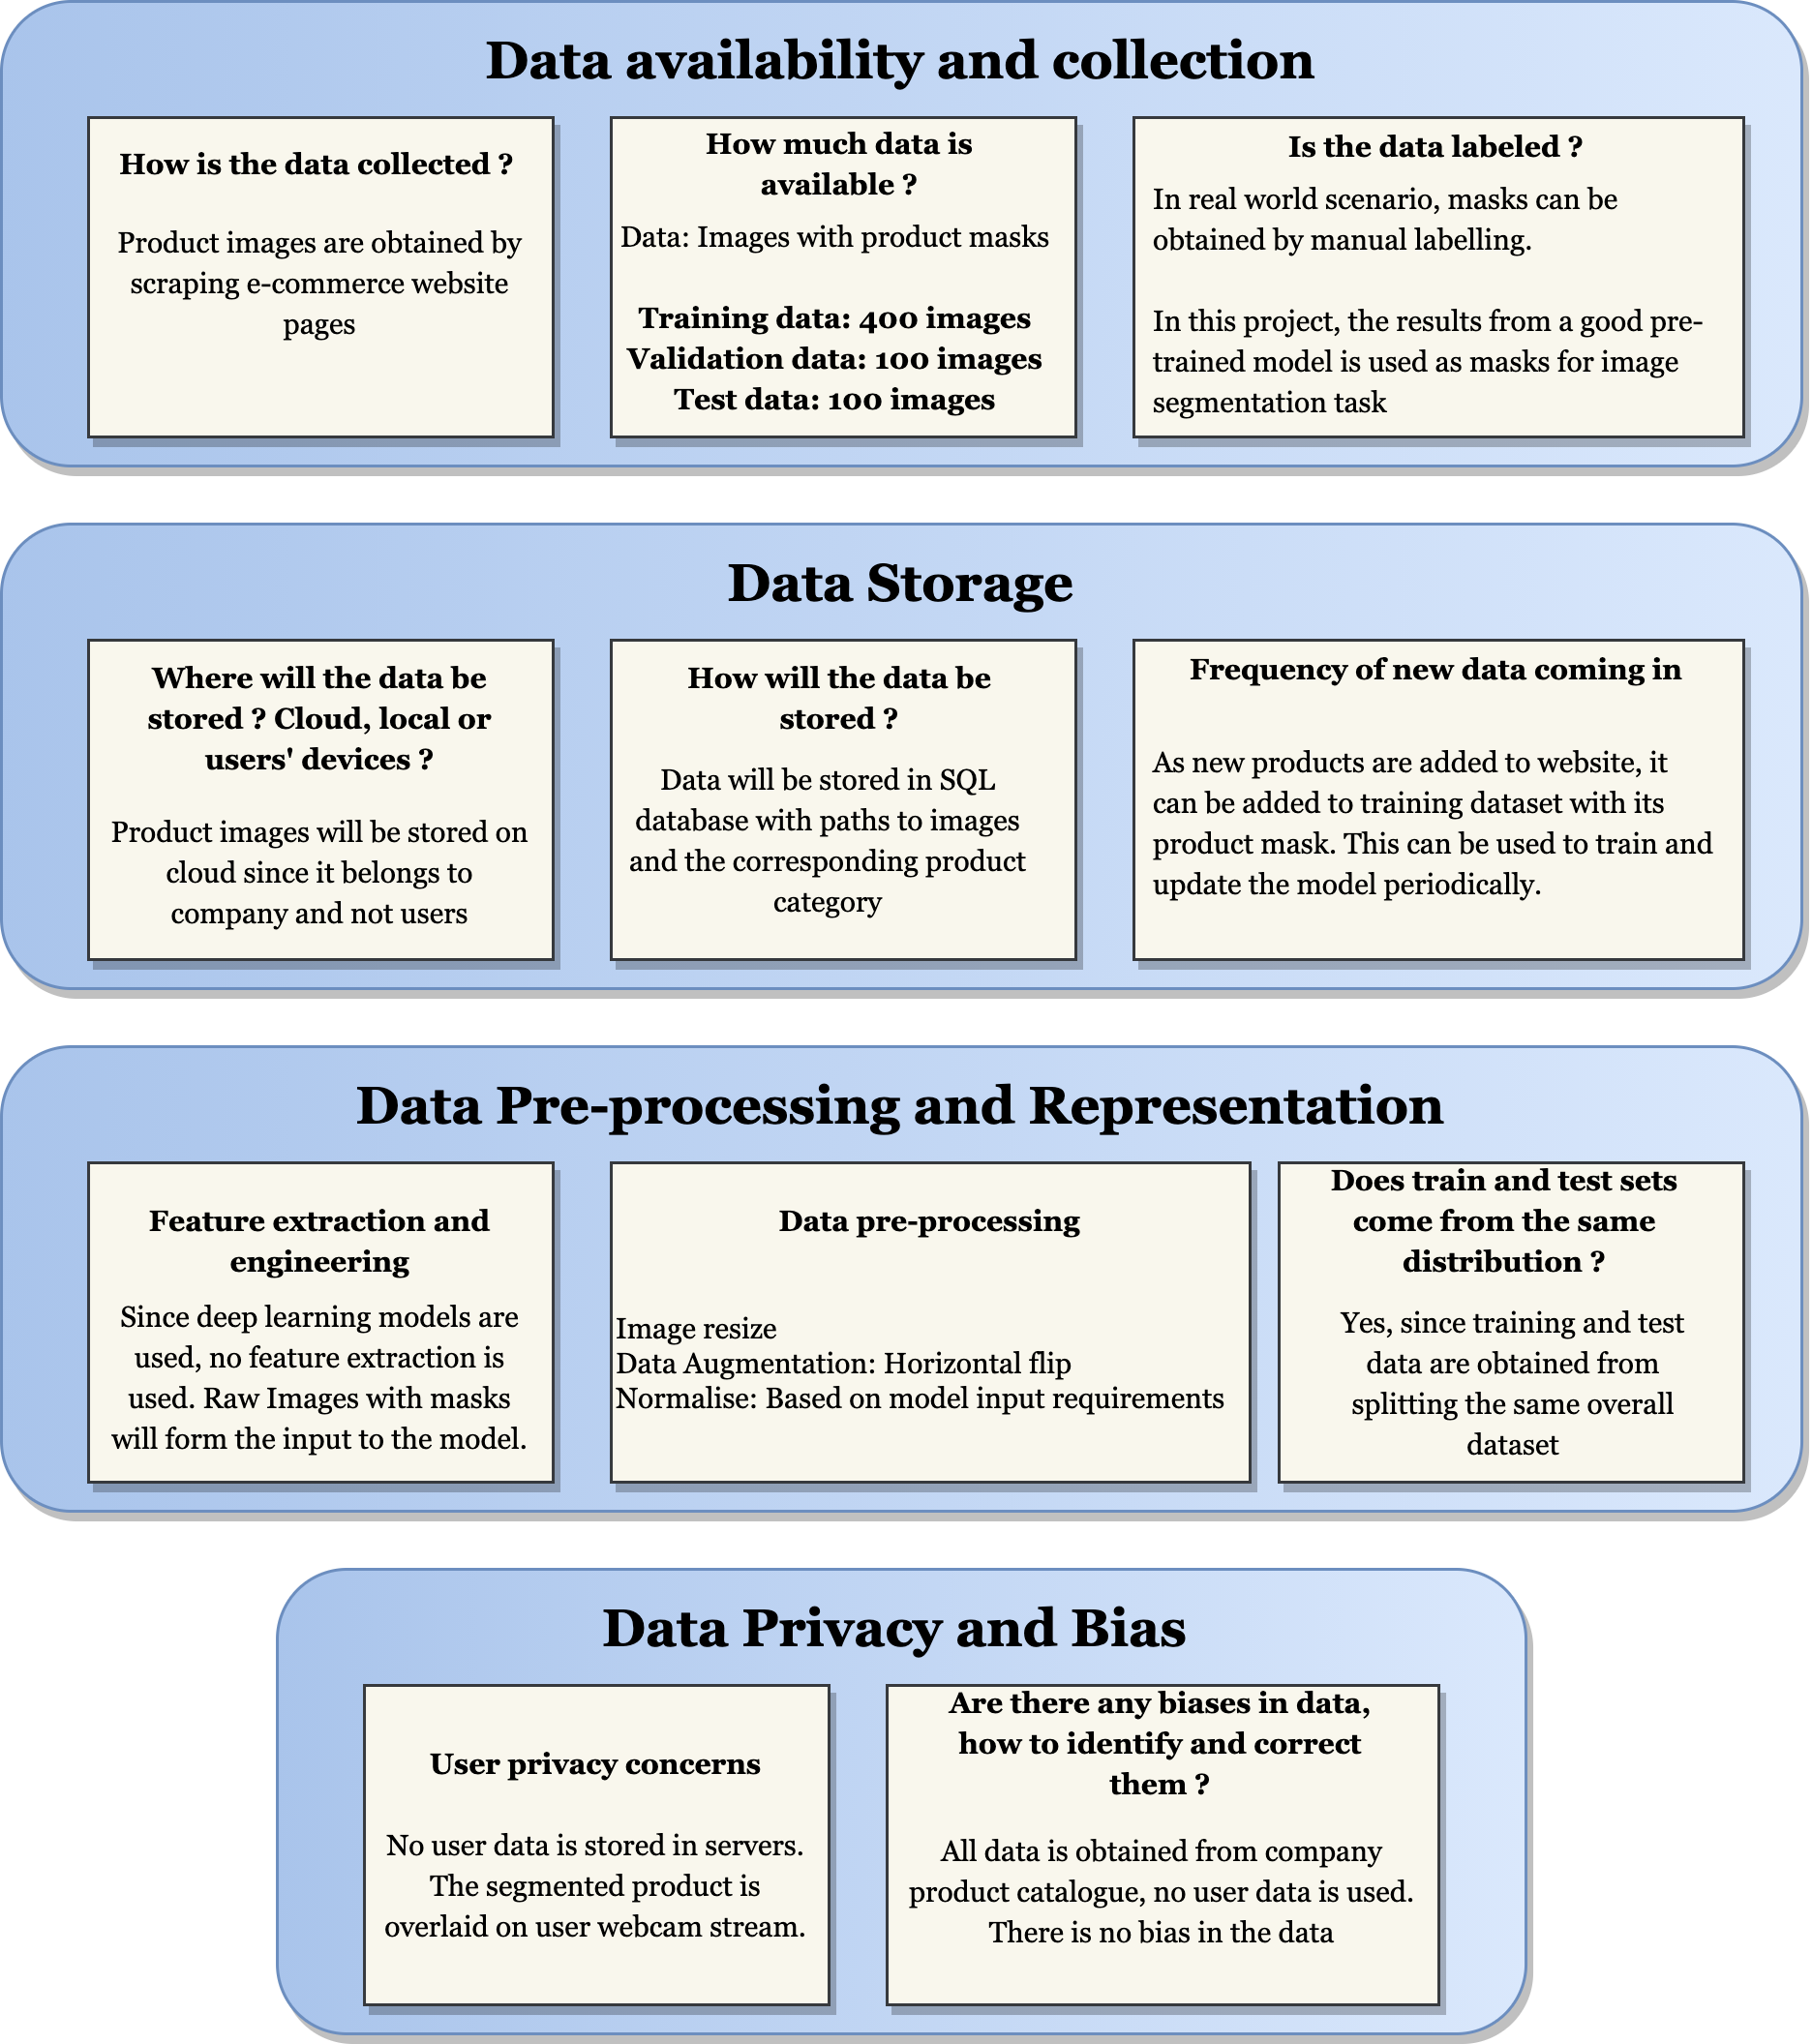 Data availability and collection
How is the data collected ?
Product images are obtained by
scraping e-commerce website
pages
How much data is
available ?
Data: Images with product masks
Training data: 400 images
Validation data: 100 images
Test data: 100 images
Is the data labeled ?
In real world scenario, masks can be
obtained by manual labelling.
In this project, the results from a good pre-
trained model is used as masks for image
segmentation task
Data Storage
Where will the data be
stored ? Cloud, local or
users' devices ?
Product images will be stored on
cloud since it belongs to
company and not users
How will the data be
stored ?
Data will be stored in SQL
database with paths to images
and the corresponding product
category
Frequency of new data coming in
As new products are added to website, it
can be added to training dataset with its
product mask. This can be used to train and
update the model periodically.
Data Pre-processing and Representation
Feature extraction and
engineering
Since deep learning models are
used, no feature extraction is
used. Raw Images with masks
will form the input to the model.
Data pre-processing
Image resize
Data Augmentation: Horizontal flip
Normalise: Based on model input requirements
Does train and test sets
come from the same
distribution ?
Yes, since training and test
data are obtained from
splitting the same overall
dataset
Data Privacy and Bias
User privacy concerns
No user data is stored in servers.
The segmented product is
overlaid on user webcam stream.
Are there any biases in data,
how to identify and correct
them ?
All data is obtained from company
product catalogue, no user data is used.
There is no bias in the data